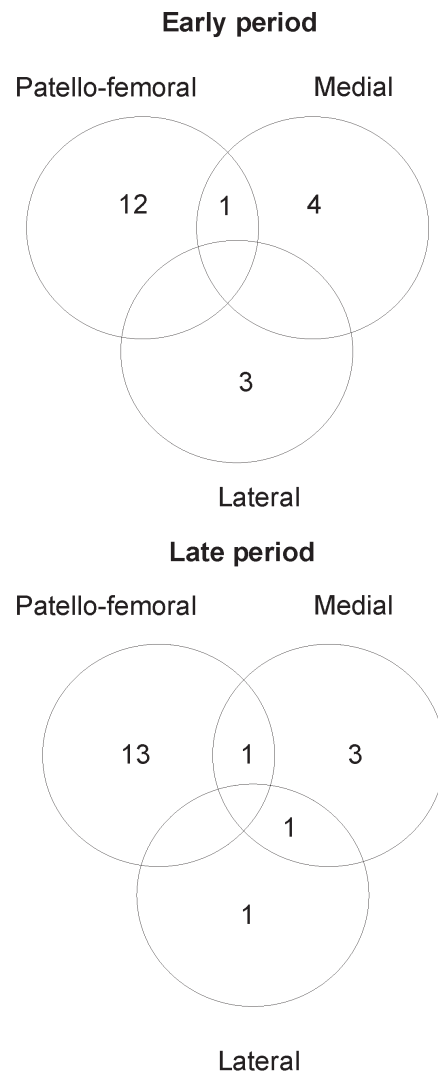 Early period
Patello-femoral Medial
12 1 4
3
Lateral
Late period
Patello-femoral Medial
13 1 3
1
1
Lateral